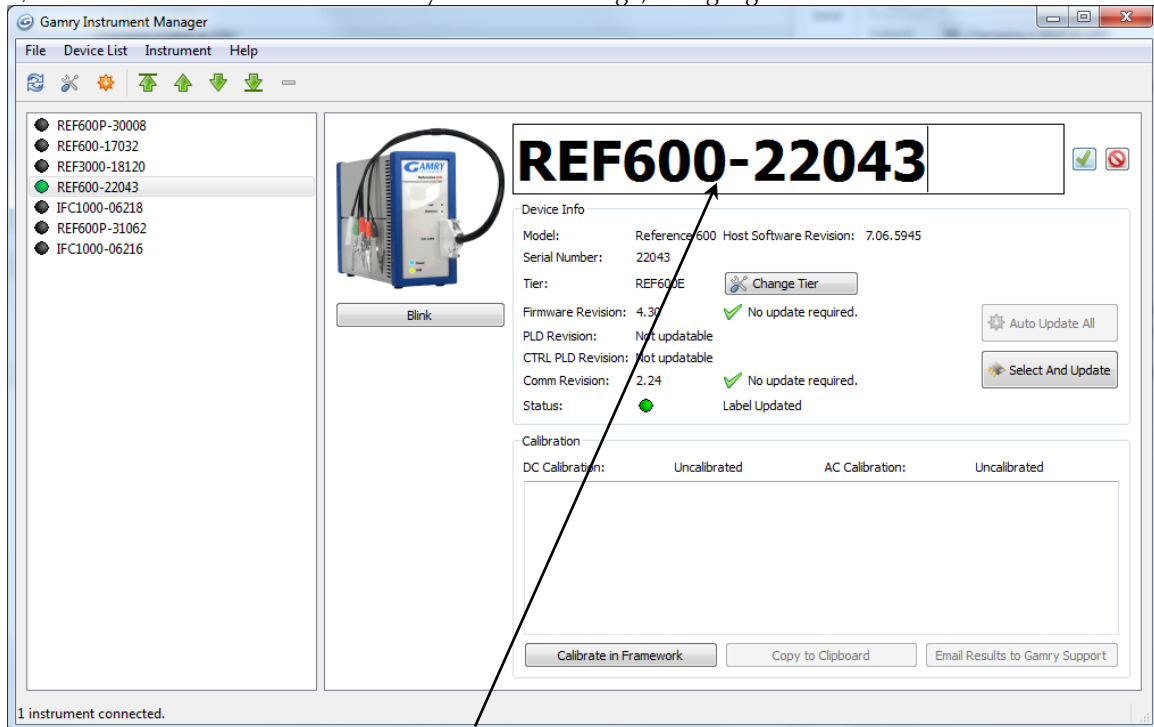 Gamry Instrument Manager
File Device List Instrument Help
REF600P-30008
REF600-17032
REF3000-18120
REF600-22043
IFC1000-06218
REF600P-31062
IFC1000-06216
GAMRY
Blink
REF600-22043
Device Info
Model: Reference 600 Host Software Revision: 7.06.5945
Serial Number: 22043
Tier: REF600E Change Tier
Firmware Revision: 4.30 No update required.
Auto Update All
PLD Revision: Not updatable
CTRL PLD Revision: Not updatable
Select And Update
Comm Revision: 2.24 No update required.
Status: Label Updated
Calibration
DC Calibration: Uncalibrated AC Calibration: Uncalibrated
Calibrate in Framework Copy to Clipboard Email Results to Gamry Support
1 instrument connected.